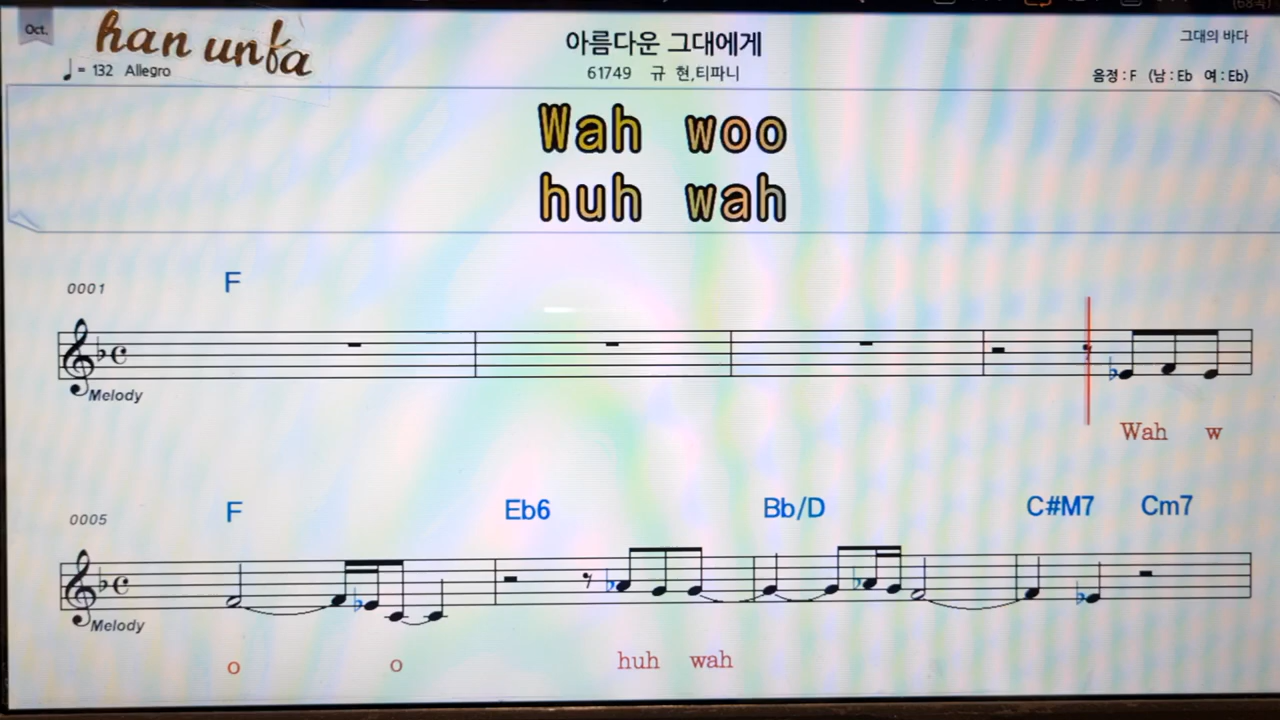 Oct.
han unfa
♩= 132 Allegro
아름다운 그대에게
61749 규 현,티파니
그대의 바다
음정 : F (남 : Eb 여 : Eb)
Wah woo
huh wah
0001
F
Melody
Wah w
0005
F Eb6 Bb/D C#M7 Cm7
Melody
o o huh wah